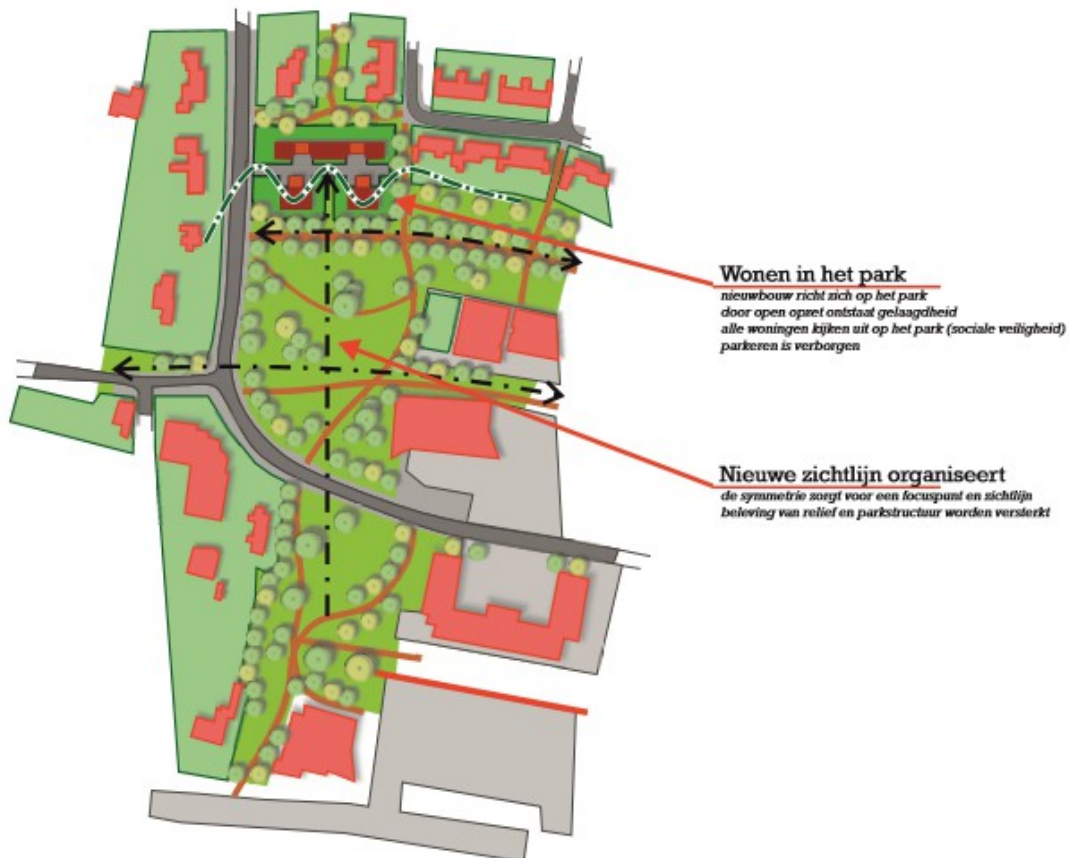 Wonen in het park
nieuwbouw richt zich op het park
door open opzet ontstaat gelaagdheid
alle woningen kijken uit op het park (sociale veiligheid)
parkeren is verborgen
Nieuwe zichtlijn organiseert
de symmetrie zorgt voor een focuspunt en zichtlijn
beleving van relief en parkstructuur worden versterkt